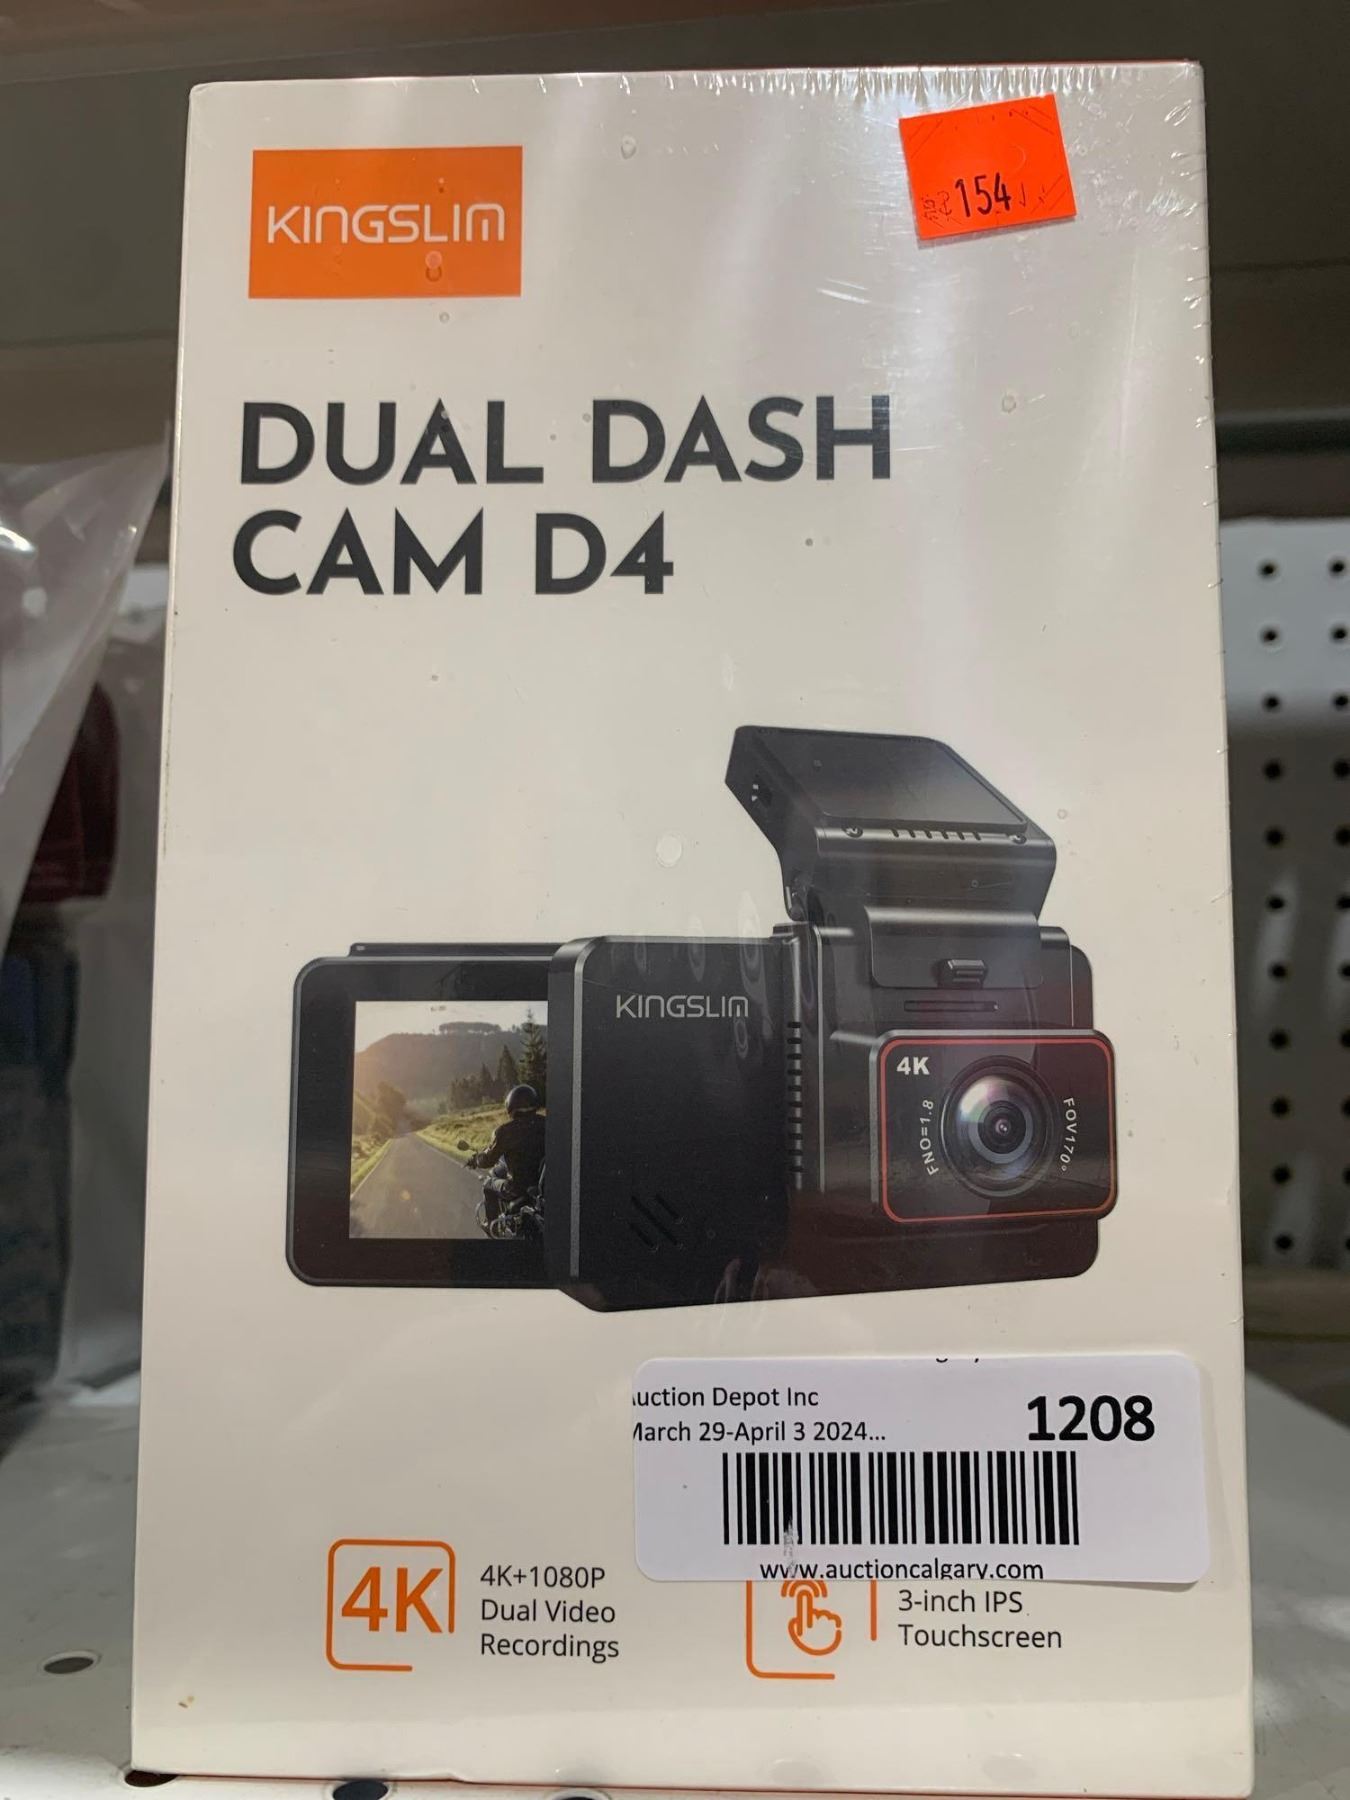 KINGSLIM
154
DUAL DASH
CAM D4
KINGSLIM
4K
FNO=1.8
FOV170°
uction Depot Inc
March 29-April 3 2024...
1208
www.auctioncalgary.com
4K
4K+1080P
Dual Video
Recordings
3-inch IPS
Touchscreen